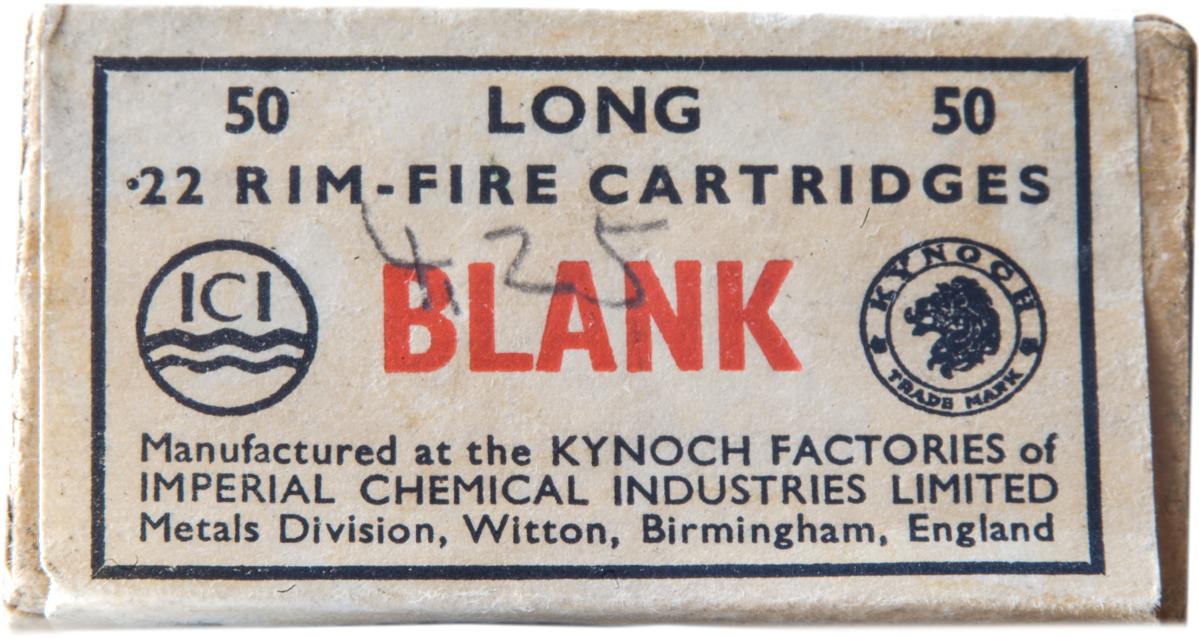 50 LONG 50
.22 RIM-FIRE CARTRIDGES
425
ICI
BLANK
KYNOCH
TRADE MARK
Manufactured at the KYNOCH FACTORIES of
IMPERIAL CHEMICAL INDUSTRIES LIMITED
Metals Division, Witton, Birmingham, England